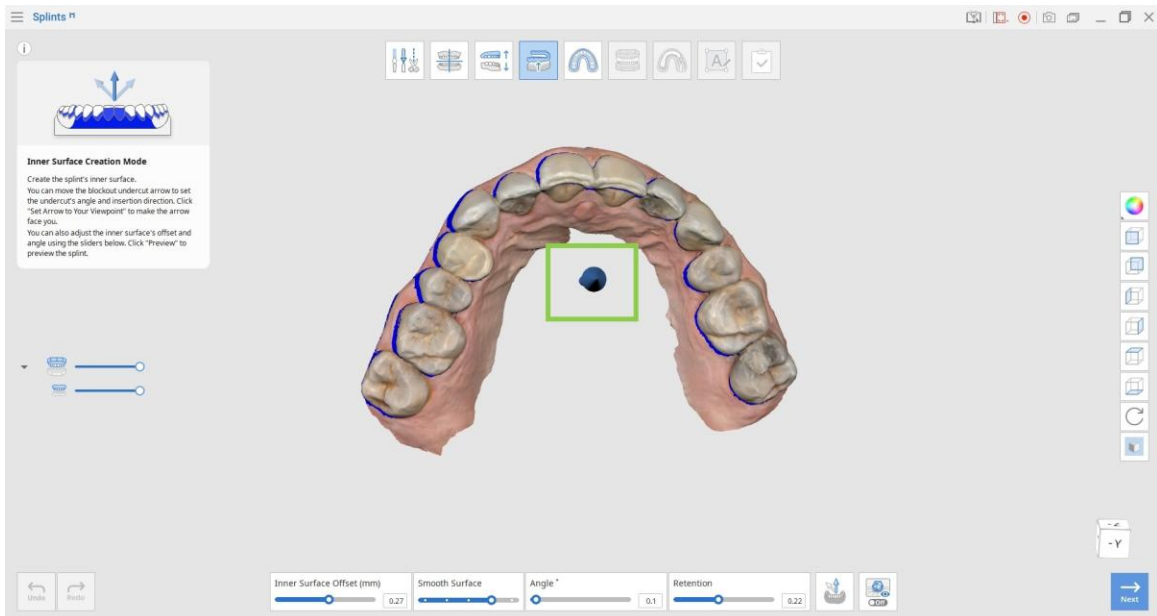 Splints
Inner Surface Creation Mode
Create the splint's inner surface.
You can move the blockout undercut arrow to set
the undercut's angle and insertion direction. Click
"Set Arrow to Your Viewpoint" to make the arrow
face you.
You can also adjust the inner surface's offset and
angle using the sliders below. Click "Preview" to
preview the splint.
- Y
Undo
Redo
Inner Surface Offset (mm)
0.27
Smooth Surface
Angle °
0.1
Retention
0.22
Off
Next